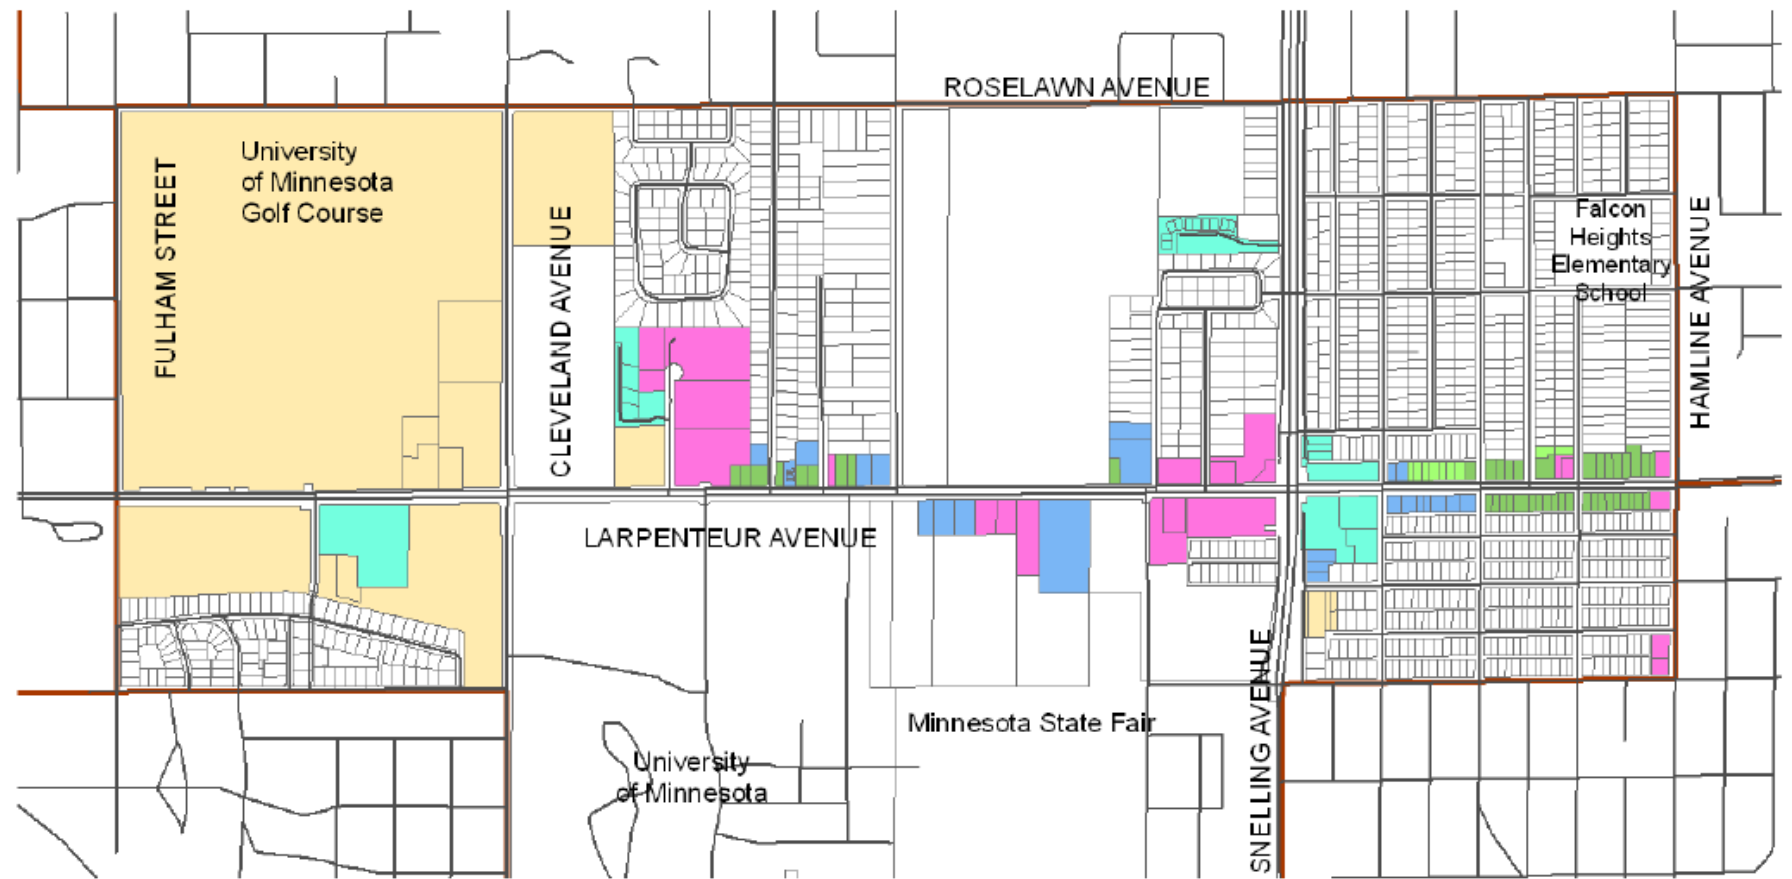 ROSELAWN AVENUE
University
of Minnesota
Golf Course
FULHAM STREET
CLEVELAND AVENUE
Falcon
Heights
Elementary
School
HAMLINE AVENUE
LARPENTEUR AVENUE
SNELLING AVENUE
Minnesota State Fair
University
of Minnesota